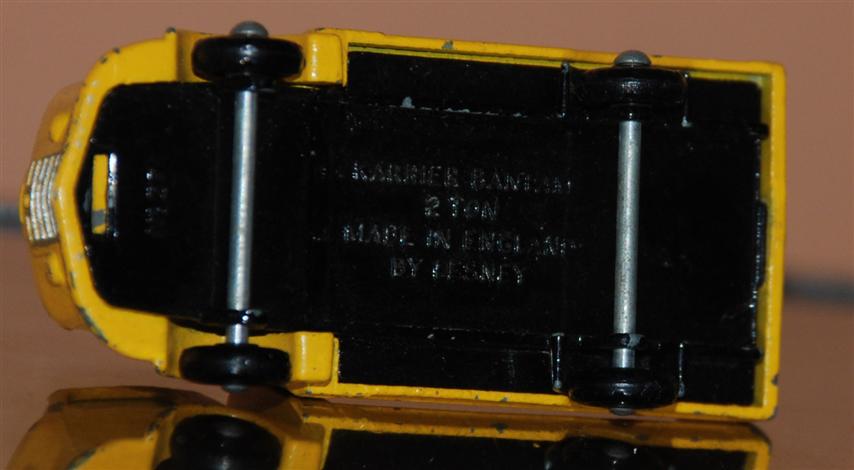 KARRIER BANTAM
2 TON
MADE IN ENGLAND
BY LESNEY